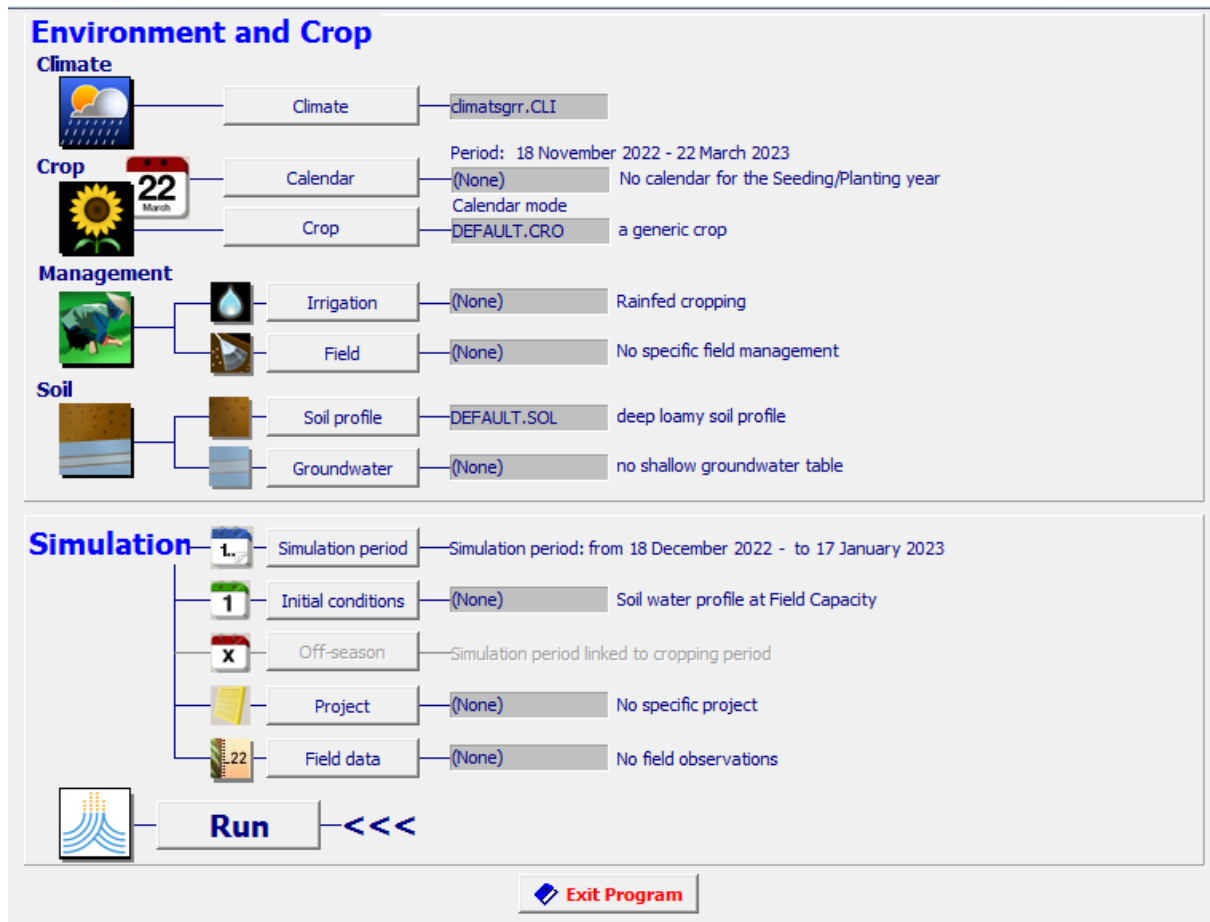 Environment and Crop
Climate
Climate climatsgrr.CLI
Period: 18 November 2022 - 22 March 2023
Crop
22
March
Calendar (None) No calendar for the Seeding/Planting year
Calendar mode
Crop DEFAULT.CRO a generic crop
Management
Irrigation (None) Rainfed cropping
Field (None) No specific field management
Soil
Soil profile DEFAULT.SOL deep loamy soil profile
Groundwater (None) no shallow groundwater table
Simulation 1.. Simulation period Simulation period: from 18 December 2022 - to 17 January 2023
1 Initial conditions (None) Soil water profile at Field Capacity
X Off-season Simulation period linked to cropping period
Project (None) No specific project
..22 Field data (None) No field observations
Run <<<
Exit Program